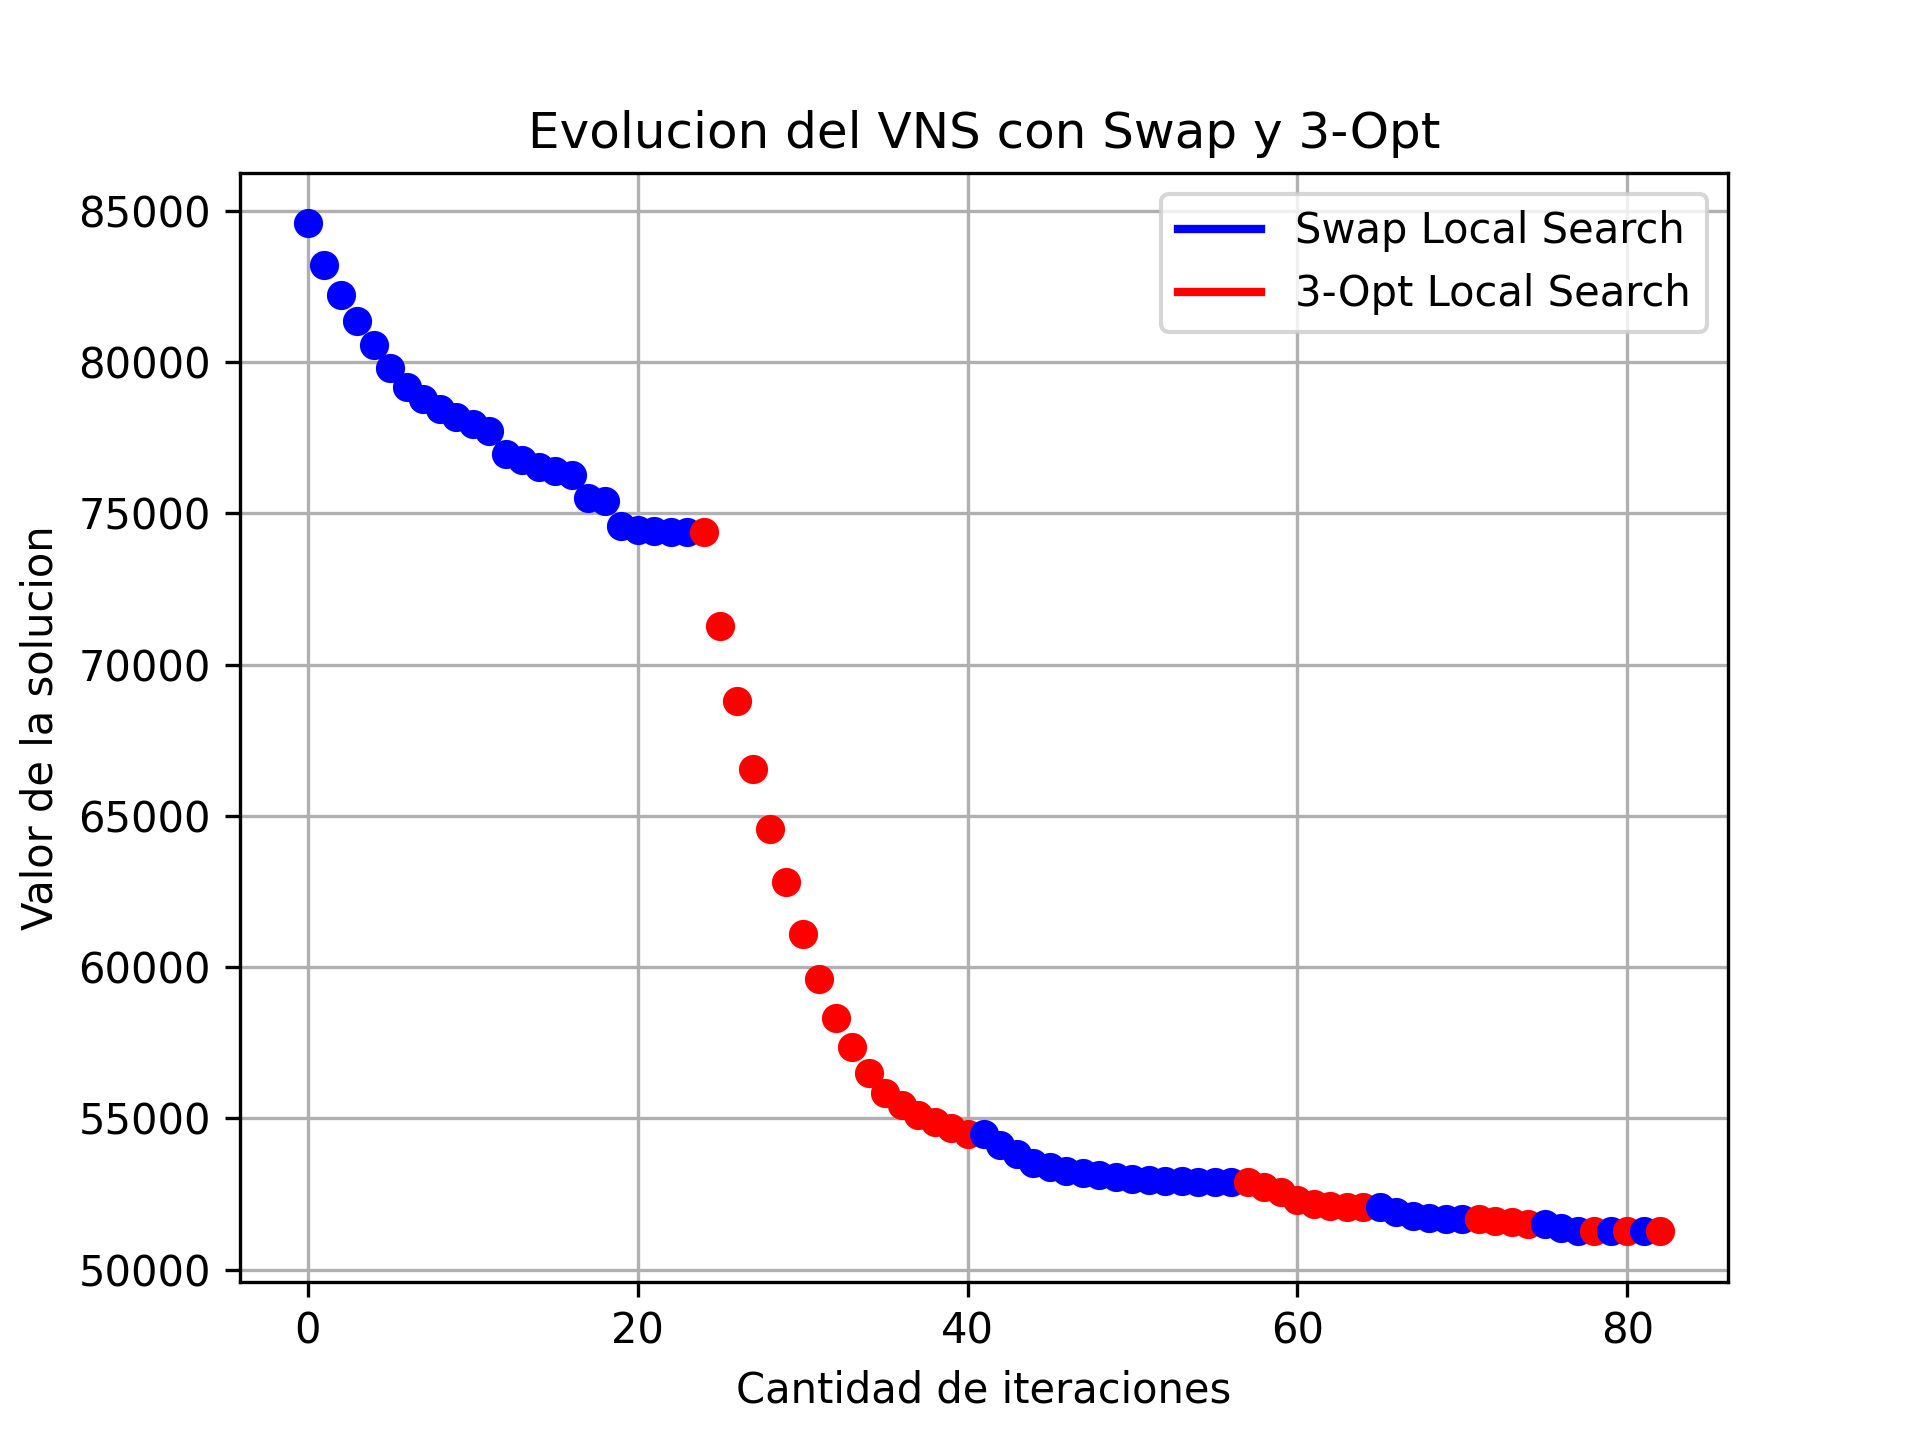 Evolucion del VNS con Swap y 3-Opt
Swap Local Search
3-Opt Local Search
Valor de la solucion
85000
80000
75000
70000
65000
60000
55000
50000
0 20 40 60 80
Cantidad de iteraciones